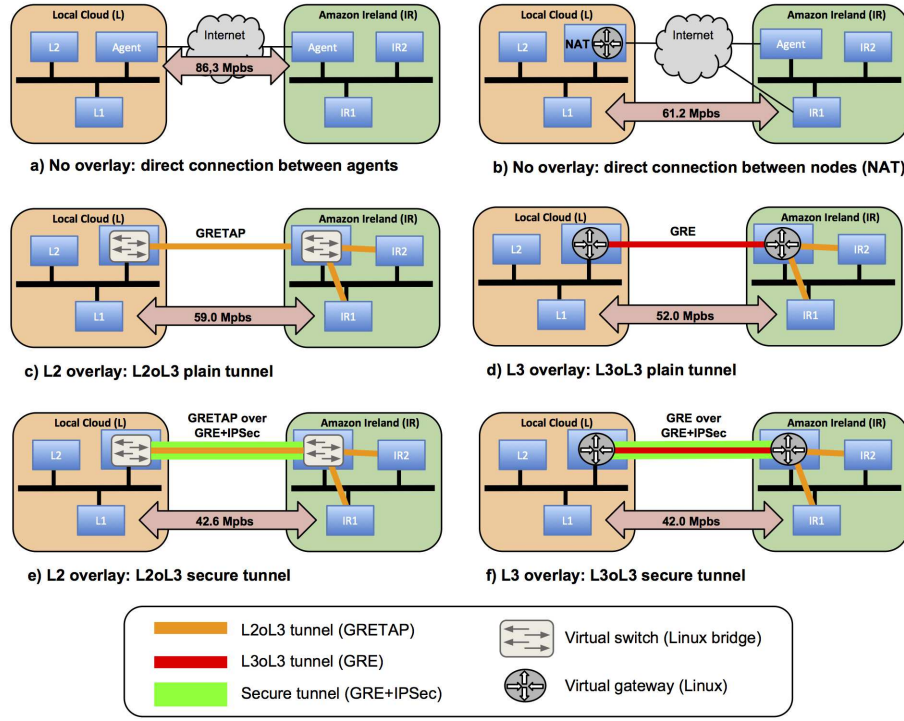 Local Cloud (L)
Amazon Ireland (IR)
L2
Agent
Internet
Agent
IR2
86,3 Mpbs
L1
IR1
a) No overlay: direct connection between agents
Local Cloud (L)
Amazon Ireland (IR)
L2
NAT
Internet
Agent
IR2
61.2 Mpbs
L1
IR1
b) No overlay: direct connection between nodes (NAT)
Local Cloud (L)
GRETAP
Amazon Ireland (IR)
L2
IR2
59.0 Mpbs
L1
IR1
c) L2 overlay: L2oL3 plain tunnel
Local Cloud (L)
GRE
Amazon Ireland (IR)
L2
IR2
52.0 Mpbs
L1
IR1
d) L3 overlay: L3oL3 plain tunnel
Local Cloud (L)
GRETAP over
GRE+IPSec
Amazon Ireland (IR)
L2
IR2
42.6 Mpbs
L1
IR1
e) L2 overlay: L2oL3 secure tunnel
Local Cloud (L)
GRE over
GRE+IPSec
Amazon Ireland (IR)
L2
IR2
42.0 Mpbs
L1
IR1
f) L3 overlay: L3oL3 secure tunnel
L2oL3 tunnel (GRETAP)
L3oL3 tunnel (GRE)
Secure tunnel (GRE+IPSec)
Virtual switch (Linux bridge)
Virtual gateway (Linux)